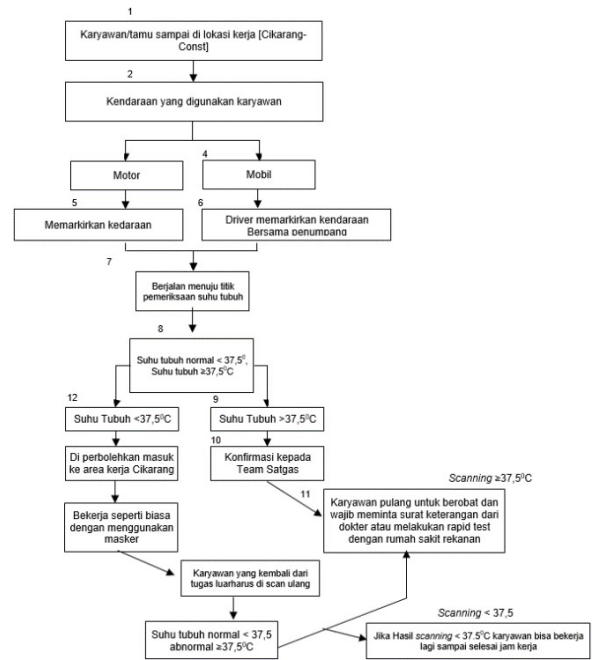 1
Karyawan/tamu sampai di lokasi kerja [Cikarang-
Const]
2
Kendaraan yang digunakan karyawan
4
Motor
Mobil
5
6
Memarkirkan kedaraan
Driver memarkirkan kendaraan
Bersama penumpang
7
Berjalan menuju titik
pemeriksaan suhu tubuh
8
Suhu tubuh normal < 37,5⁰,
Suhu tubuh ≥37,5⁰C
12
9
Suhu Tubuh <37,5⁰C
Suhu Tubuh >37,5⁰C
10
Di perbolehkan masuk
ke area kerja Cikarang
Konfirmasi kepada
Team Satgas
Scanning ≥37,5⁰C
11
Karyawan pulang untuk berobat dan
wajib meminta surat keterangan dari
dokter atau melakukan rapid test
dengan rumah sakit rekanan
Bekerja seperti biasa
dengan menggunakan
masker
Karyawan yang kembali dari
tugas luarharus di scan ulang
Scanning < 37,5
Suhu tubuh normal < 37,5
abnormal ≥37,5⁰C
Jika Hasil scanning < 37.5⁰C karyawan bisa bekerja
lagi sampai selesai jam kerja